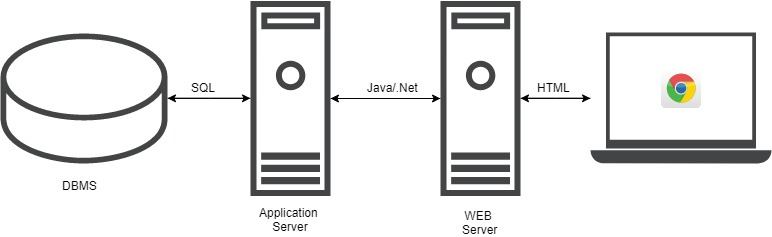 SQL
Java/.Net
HTML
DBMS
Application
Server
WEB
Server